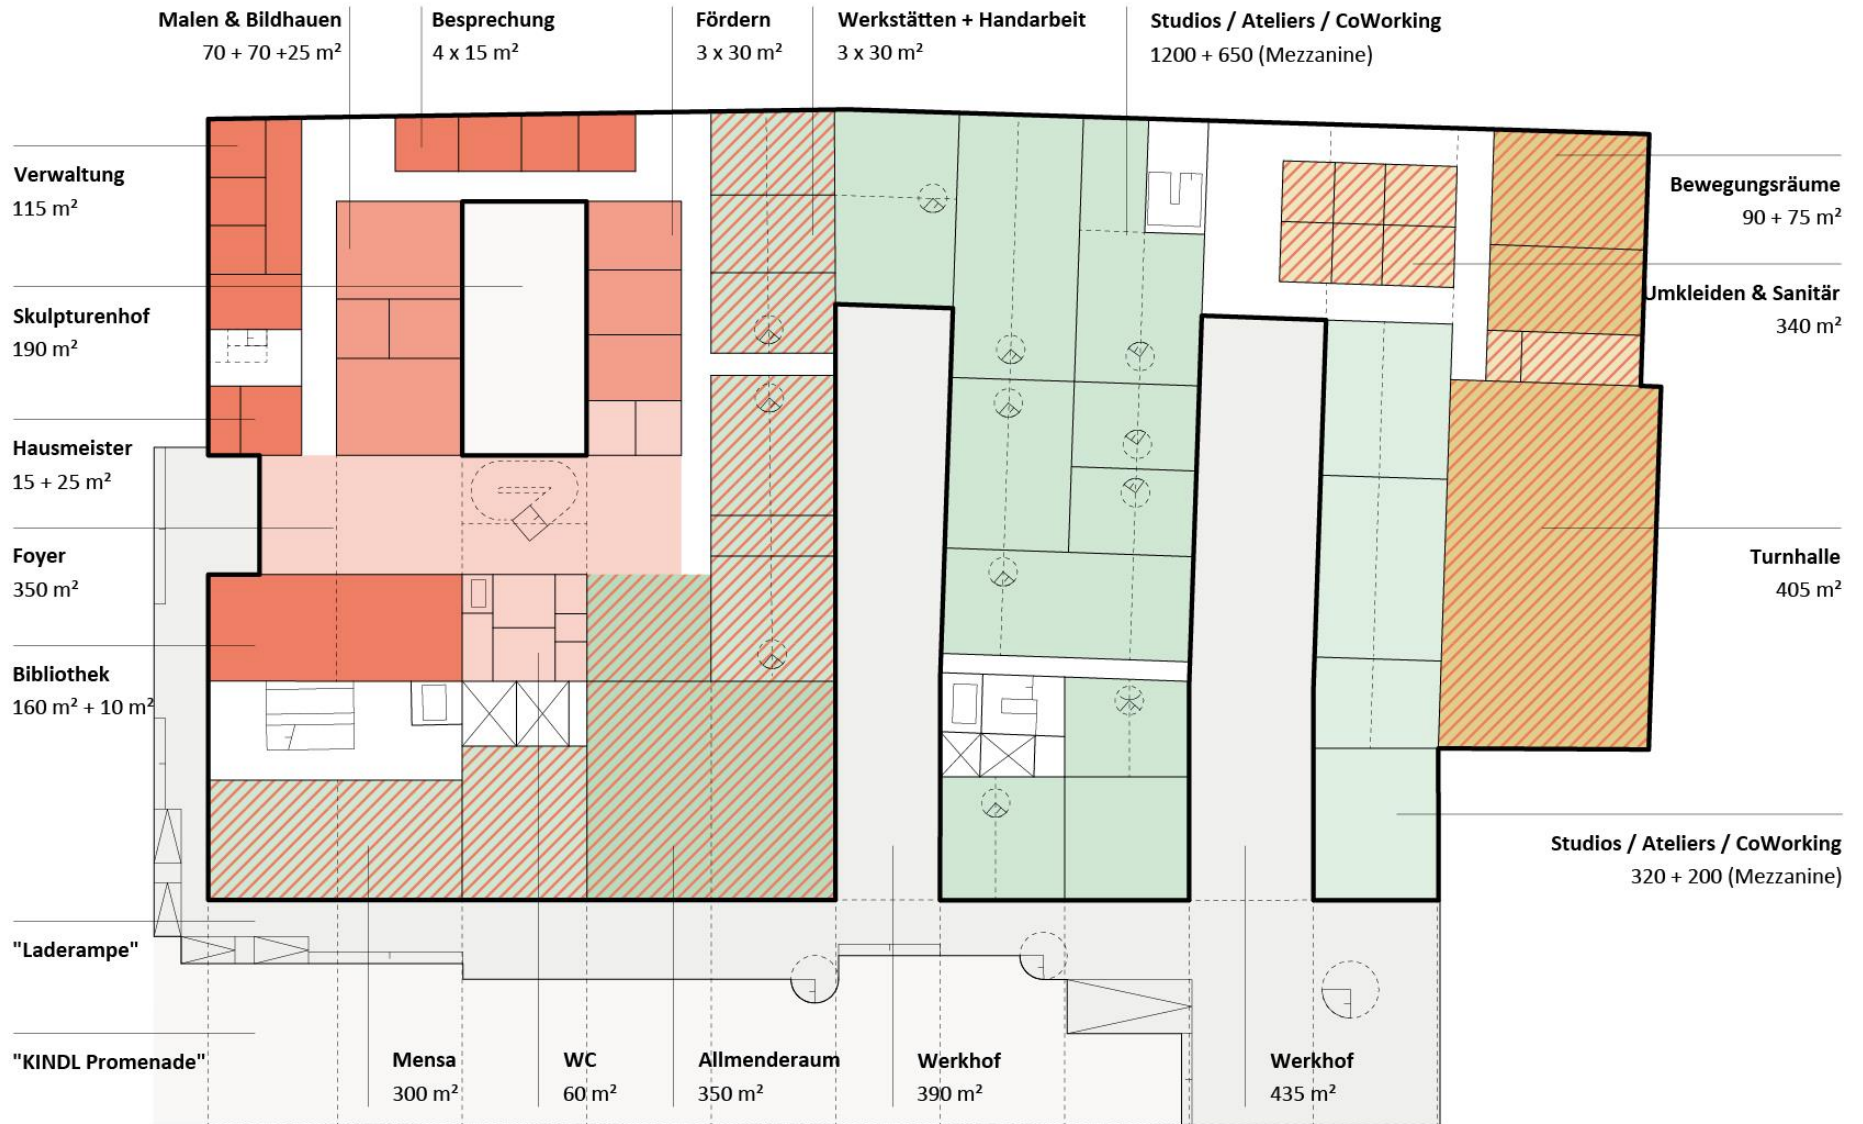 Malen & Bildhauen
70 + 70 +25 m²
Besprechung
4 x 15 m²
Fördern
3 x 30 m²
Werkstätten + Handarbeit
3 x 30 m²
Studios / Ateliers / CoWorking
1200 + 650 (Mezzanine)
Verwaltung
115 m²
Skulpturenhof
190 m²
Hausmeister
15 + 25 m²
Foyer
350 m²
Bibliothek
160 m² + 10 m²
"Laderampe"
"KINDL Promenade"
Bewegungsräume
90 + 75 m²
Umkleiden & Sanitär
340 m²
Turnhalle
405 m²
Studios / Ateliers / CoWorking
320 + 200 (Mezzanine)
Mensa
300 m²
WC
60 m²
Allmenderaum
350 m²
Werkhof
390 m²
Werkhof
435 m²